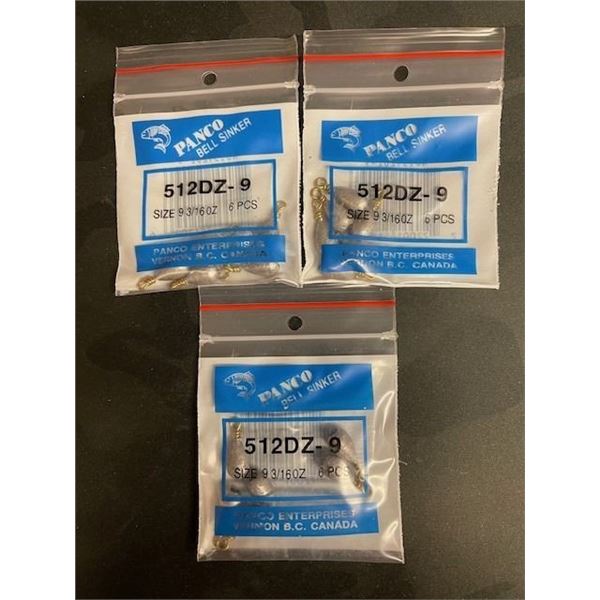 PANCO
BELL SINKER
512DZ-9
SIZE 9 3/16OZ 6 PCS
PANCO ENTERPRISES
VERNON B.C. CANADA
PANCO
BELL SINKER
512DZ-9
SIZE 9 3/16OZ 6 PCS
PANCO ENTERPRISES
VERNON B.C. CANADA
PANCO
BELL SINKER
512DZ-9
SIZE 9 3/16OZ 6 PCS
PANCO ENTERPRISES
VERNON B.C. CANADA